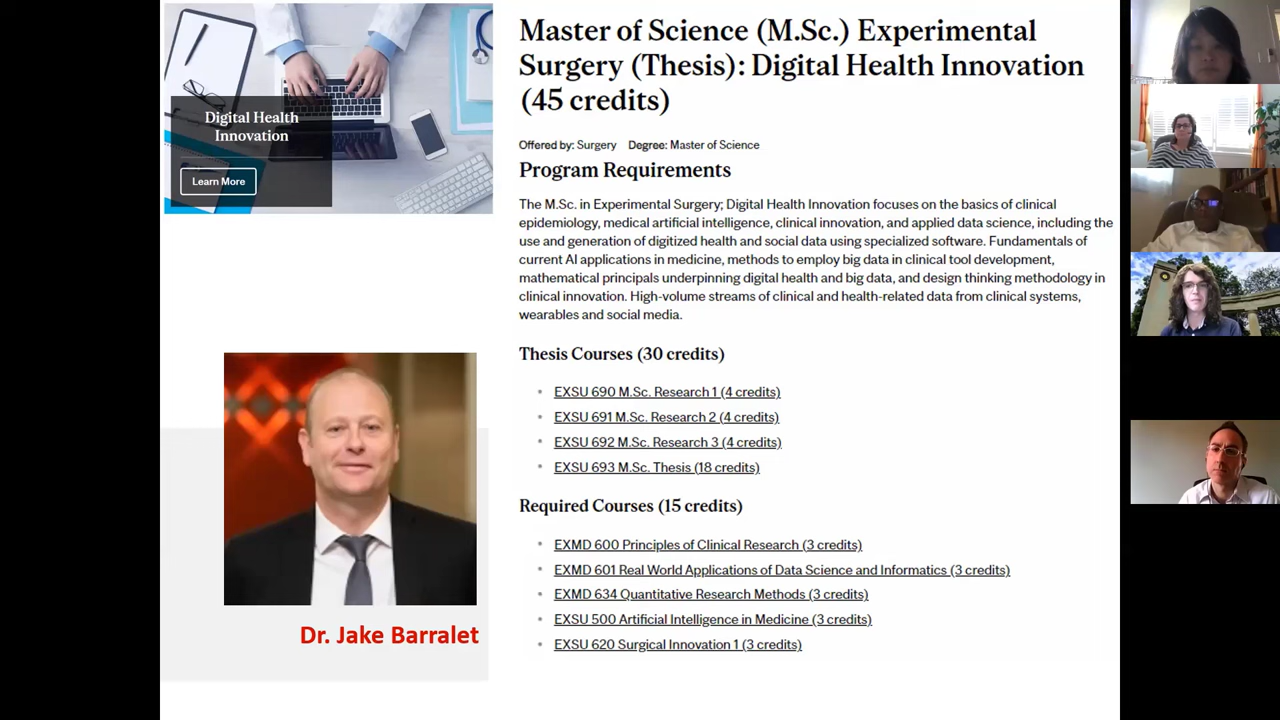 Digital Health
Innovation
Learn More
Master of Science (M.Sc.) Experimental
Surgery (Thesis): Digital Health Innovation
(45 credits)
Offered by: Surgery Degree: Master of Science
Program Requirements
The M.Sc. in Experimental Surgery; Digital Health Innovation focuses on the basics of clinical
epidemiology, medical artificial intelligence, clinical innovation, and applied data science, including the
use and generation of digitized health and social data using specialized software. Fundamentals of
current AI applications in medicine, methods to employ big data in clinical tool development,
mathematical principals underpinning digital health and big data, and design thinking methodology in
clinical innovation. High-volume streams of clinical and health-related data from clinical systems,
wearables and social media.
Thesis Courses (30 credits)
• EXSU 690 M.Sc. Research 1 (4 credits)
• EXSU 691 M.Sc. Research 2 (4 credits)
• EXSU 692 M.Sc. Research 3 (4 credits)
• EXSU 693 M.Sc. Thesis (18 credits)
Required Courses (15 credits)
• EXMD 600 Principles of Clinical Research (3 credits)
• EXMD 601 Real World Applications of Data Science and Informatics (3 credits)
• EXMD 634 Quantitative Research Methods (3 credits)
• EXSU 500 Artificial Intelligence in Medicine (3 credits)
• EXSU 620 Surgical Innovation 1 (3 credits)
Dr. Jake Barralet